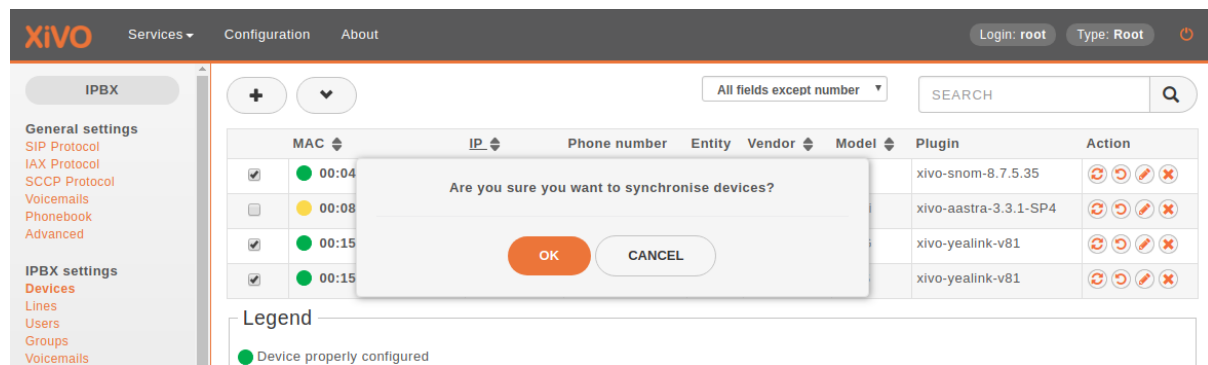 XiVO Services Configuration About Login: root Type: Root
IPBX
General settings
SIP Protocol
IAX Protocol
SCCP Protocol
Voicemails
Phonebook
Advanced
IPBX settings
Devices
Lines
Users
Groups
Voicemails
All fields except number
SEARCH
MAC IP Phone number Entity Vendor Model Plugin Action
00:04 xivo-snom-8.7.5.35
00:08 xivo-aastra-3.3.1-SP4
00:15 xivo-yealink-v81
00:15 xivo-yealink-v81
Are you sure you want to synchronise devices?
OK CANCEL
Legend
Device properly configured